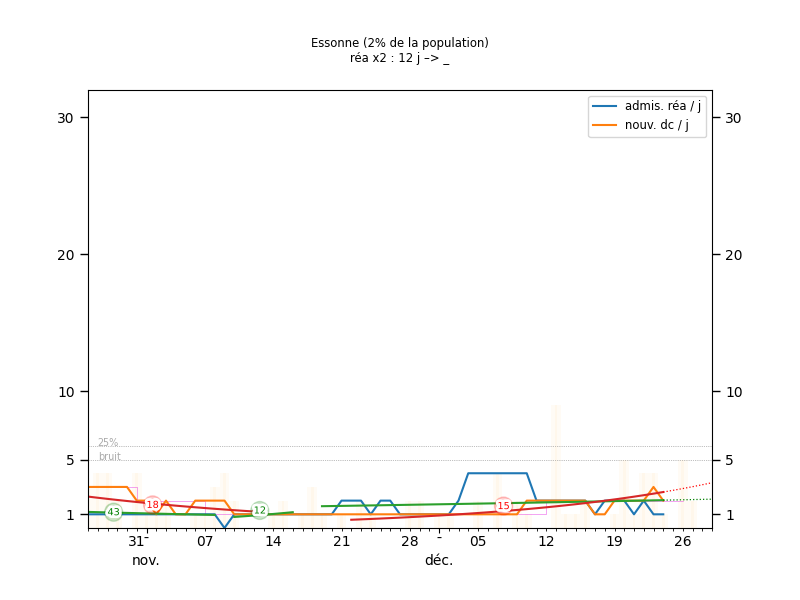 Essonne (2% de la population)
réa x2 : 12 j –> _
admis. réa / j
nouv. dc / j
30 30
20 20
10 10
25%
5 bruit 5
43 18 12 15
1 1
31 07 14 21 28 - 05 12 19 26
nov. déc.